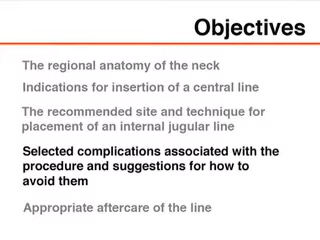 Objectives
The regional anatomy of the neck
Indications for insertion of a central line
The recommended site and technique for
placement of an internal jugular line
Selected complications associated with the
procedure and suggestions for how to
avoid them
Appropriate aftercare of the line